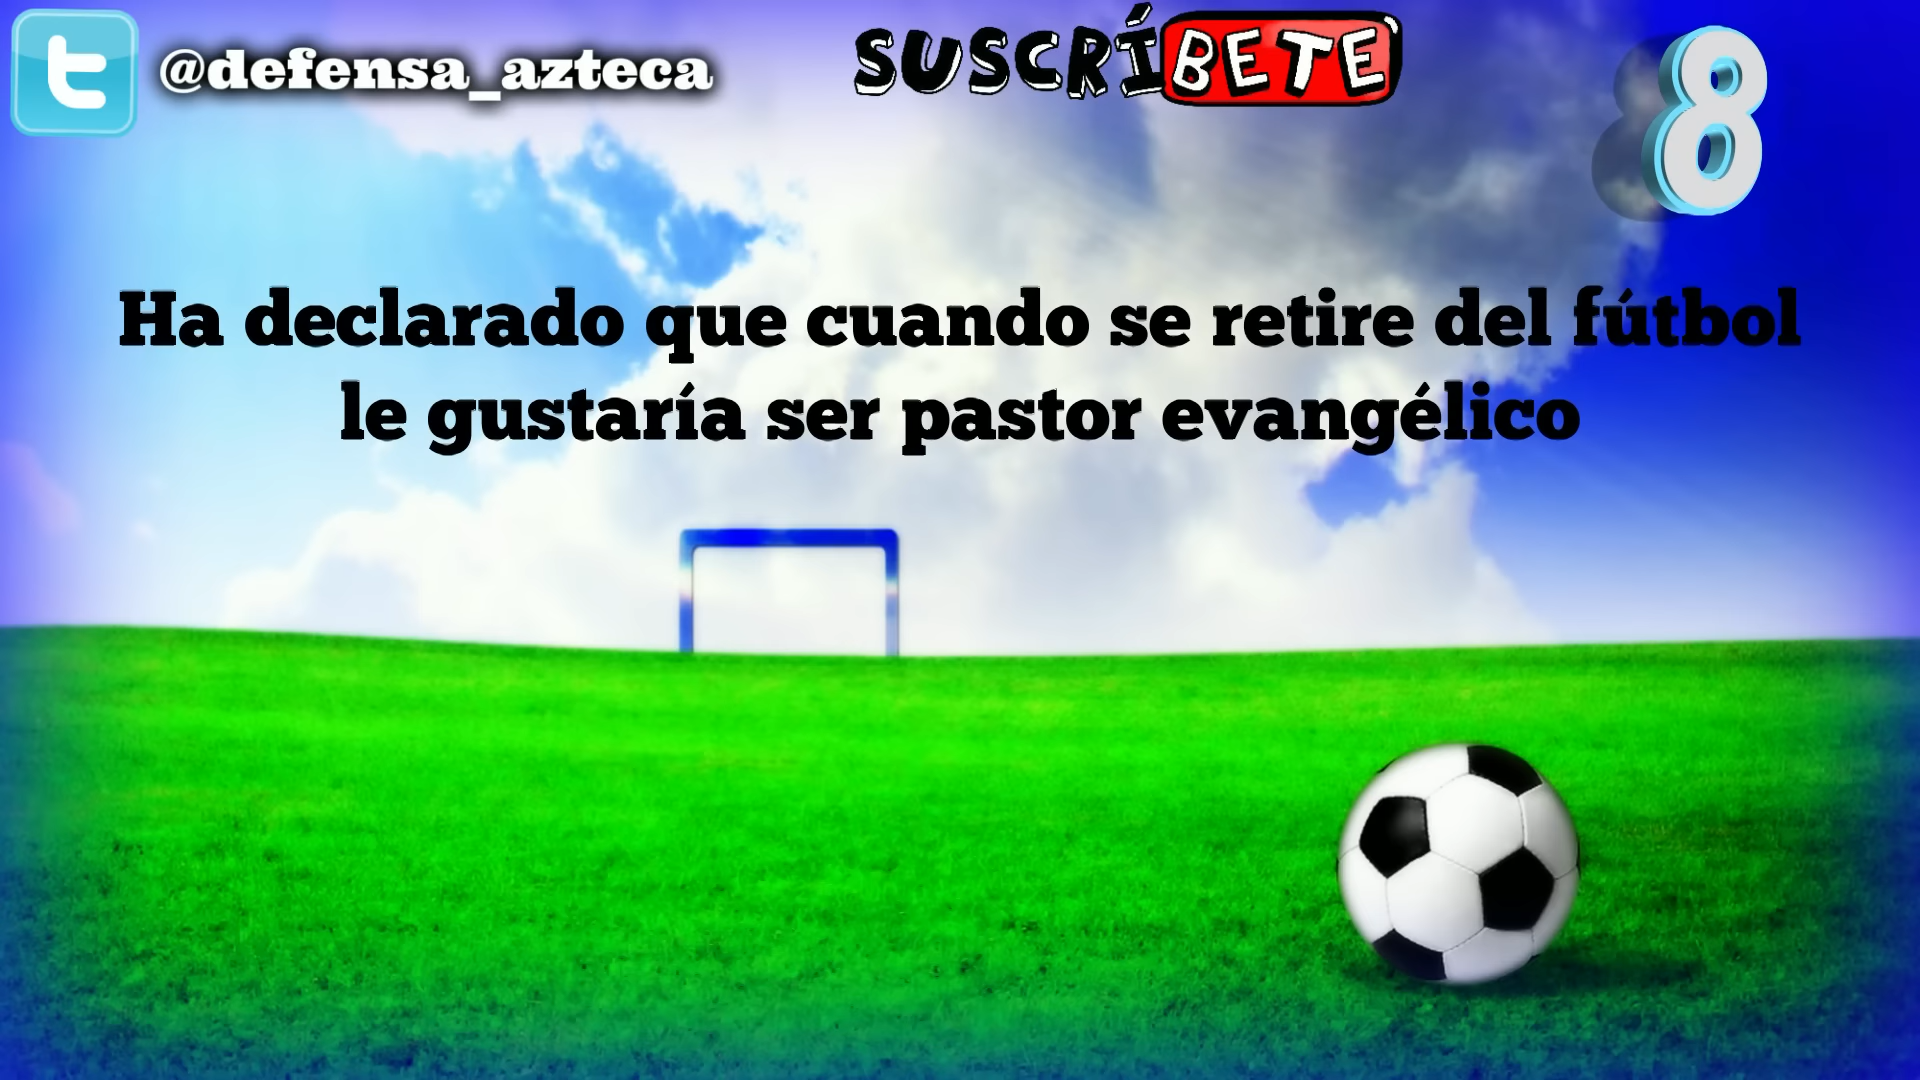 @defensa_azteca
SUSCRÍBETE
8
Ha declarado que cuando se retire del fútbol
le gustaría ser pastor evangélico